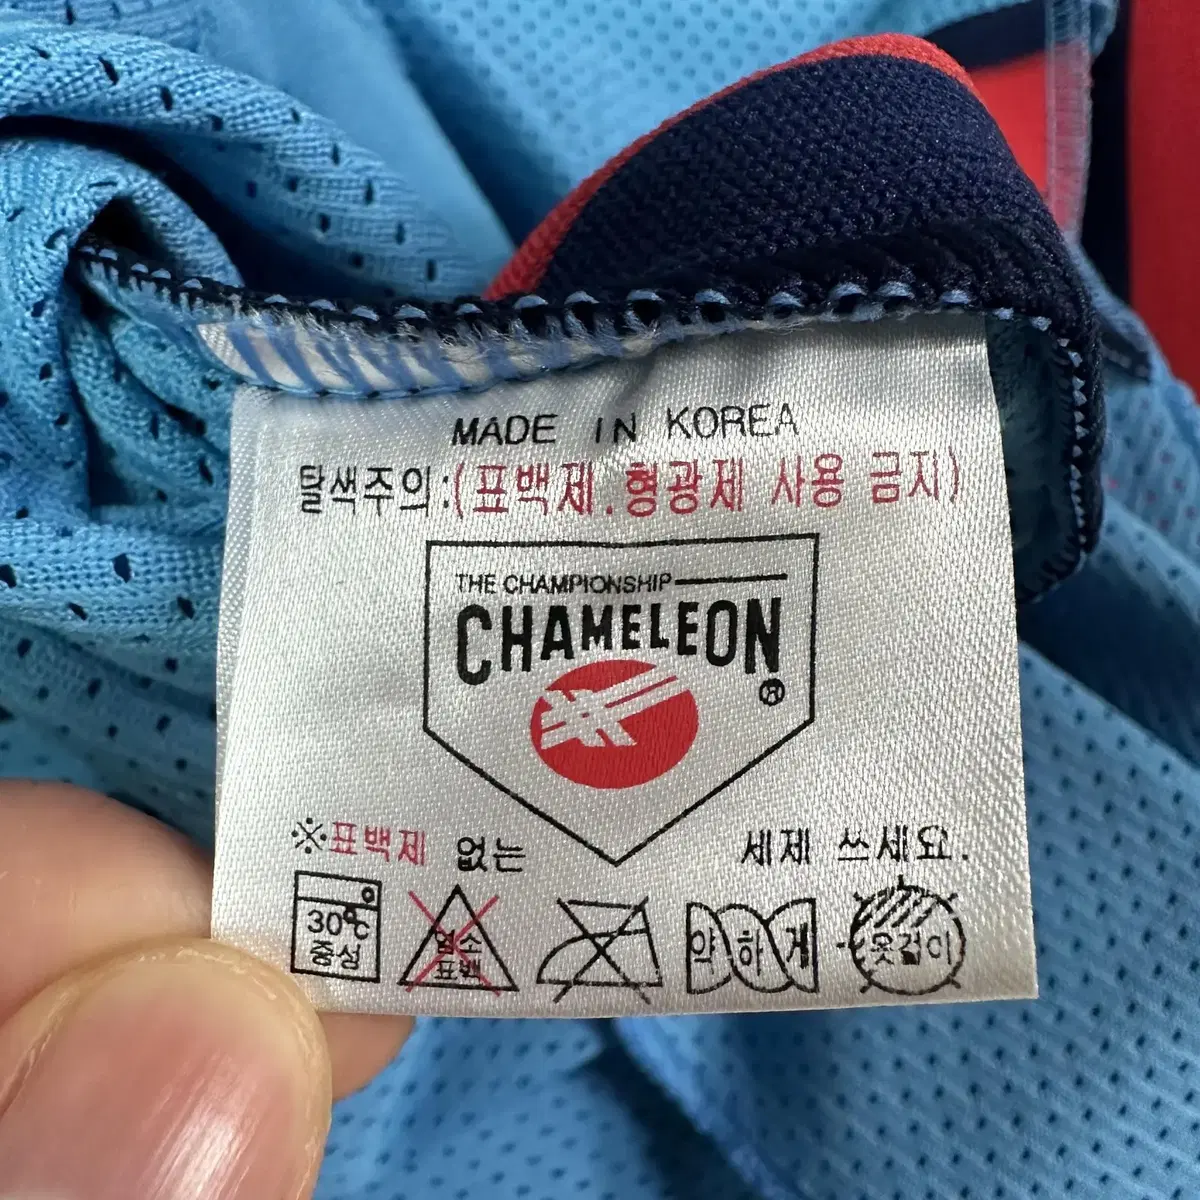 MADE IN KOREA
탈색주의:(표백제.형광제 사용 금지)
THE CHAMPIONSHIP
CHAMELEON
®
※표백제 없는 세제 쓰세요.
30℃
중성
염소
표백
약하게
옷걸이